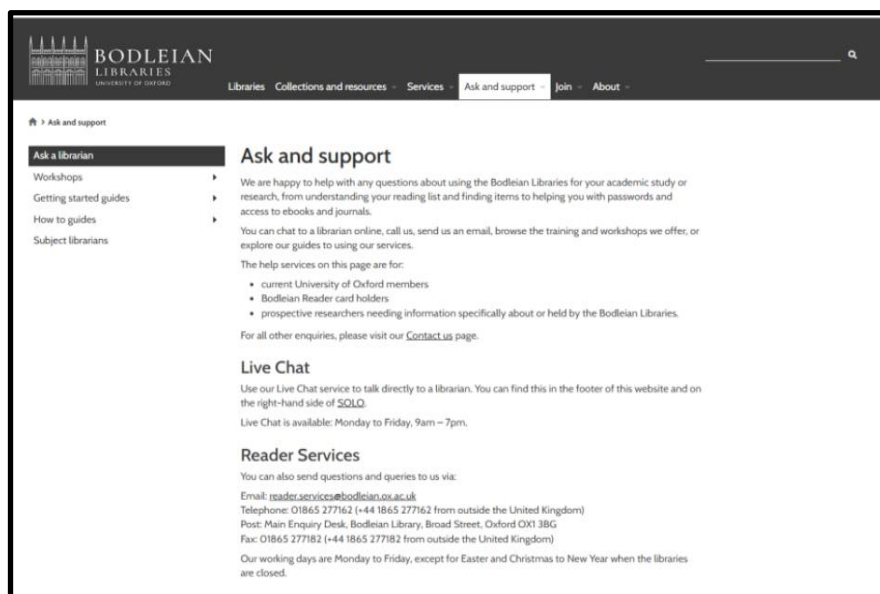 BODLEIAN
LIBRARIES
UNIVERSITY OF OXFORD
Libraries Collections and resources Services Ask and support Join About
> Ask and support
Ask a librarian
Workshops
Getting started guides
How to guides
Subject librarians
Ask and support
We are happy to help with any questions about using the Bodleian Libraries for your academic study or
research, from understanding your reading list and finding items to helping you with passwords and
access to ebooks and journals.
You can chat to a librarian online, call us, send us an email, browse the training and workshops we offer, or
explore our guides to using our services.
The help services on this page are for:
• current University of Oxford members
• Bodleian Reader card holders
• prospective researchers needing information specifically about or held by the Bodleian Libraries.
For all other enquiries, please visit our Contact us page.
Live Chat
Use our Live Chat service to talk directly to a librarian. You can find this in the footer of this website and on
the right-hand side of SOLO.
Live Chat is available: Monday to Friday, 9am – 7pm.
Reader Services
You can also send questions and queries to us via:
Email: reader.services@bodleian.ox.ac.uk
Telephone: 01865 277162 (+44 1865 277162 from outside the United Kingdom)
Post: Main Enquiry Desk, Bodleian Library, Broad Street, Oxford OX1 3BG
Fax: 01865 277182 (+44 1865 277182 from outside the United Kingdom)
Our working days are Monday to Friday, except for Easter and Christmas to New Year when the libraries
are closed.